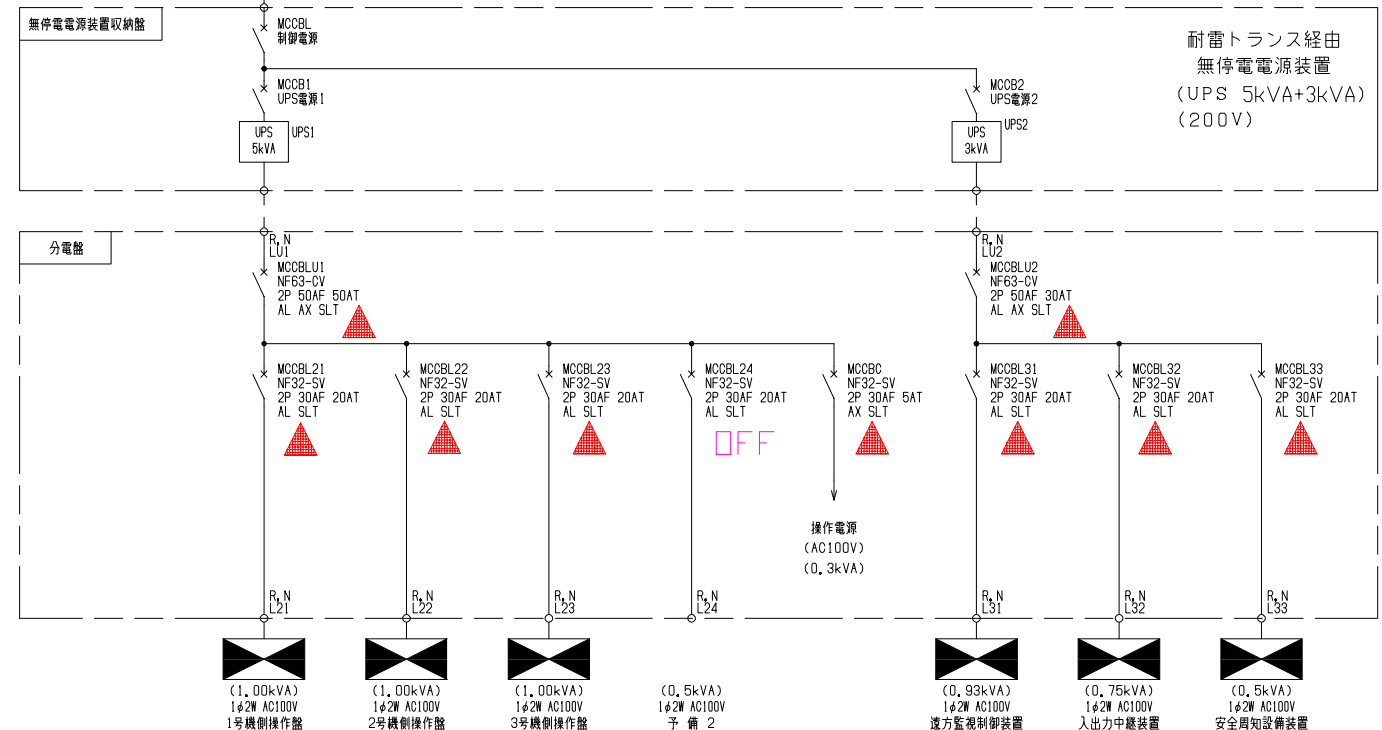 無停電電源装置収納盤
MCCBL
制御電源
耐雷トランス経由
無停電電源装置
(UPS 5kVA+3kVA)
(200V)
MCCB1
UPS電源1
MCCB2
UPS電源2
UPS
5kVA
UPS1
UPS
3kVA
UPS2
分電盤
R,N
LU1
MCCBLU1
NF63-CV
2P 50AF 50AT
AL AX SLT
R,N
LU2
MCCBLU2
NF63-CV
2P 50AF 30AT
AL AX SLT
MCCBL21
NF32-SV
2P 30AF 20AT
AL SLT
MCCBL22
NF32-SV
2P 30AF 20AT
AL SLT
MCCBL23
NF32-SV
2P 30AF 20AT
AL SLT
MCCBL24
NF32-SV
2P 30AF 20AT
AL SLT
OFF
MCCBC
NF32-SV
2P 30AF 5AT
AX SLT
MCCBL31
NF32-SV
2P 30AF 20AT
AL SLT
MCCBL32
NF32-SV
2P 30AF 20AT
AL SLT
MCCBL33
NF32-SV
2P 30AF 20AT
AL SLT
操作電源
(AC100V)
(0.3kVA)
R,N
L21
R,N
L22
R,N
L23
R,N
L24
R,N
L31
R,N
L32
R,N
L33
(1.00kVA)
1φ2W AC100V
1号機側操作盤
(1.00kVA)
1φ2W AC100V
2号機側操作盤
(1.00kVA)
1φ2W AC100V
3号機側操作盤
(0.5kVA)
1φ2W AC100V
予 備 2
(0.93kVA)
1φ2W AC100V
遠方監視制御装置
(0.75kVA)
1φ2W AC100V
入出力中継装置
(0.5kVA)
1φ2W AC100V
安全周知設備装置